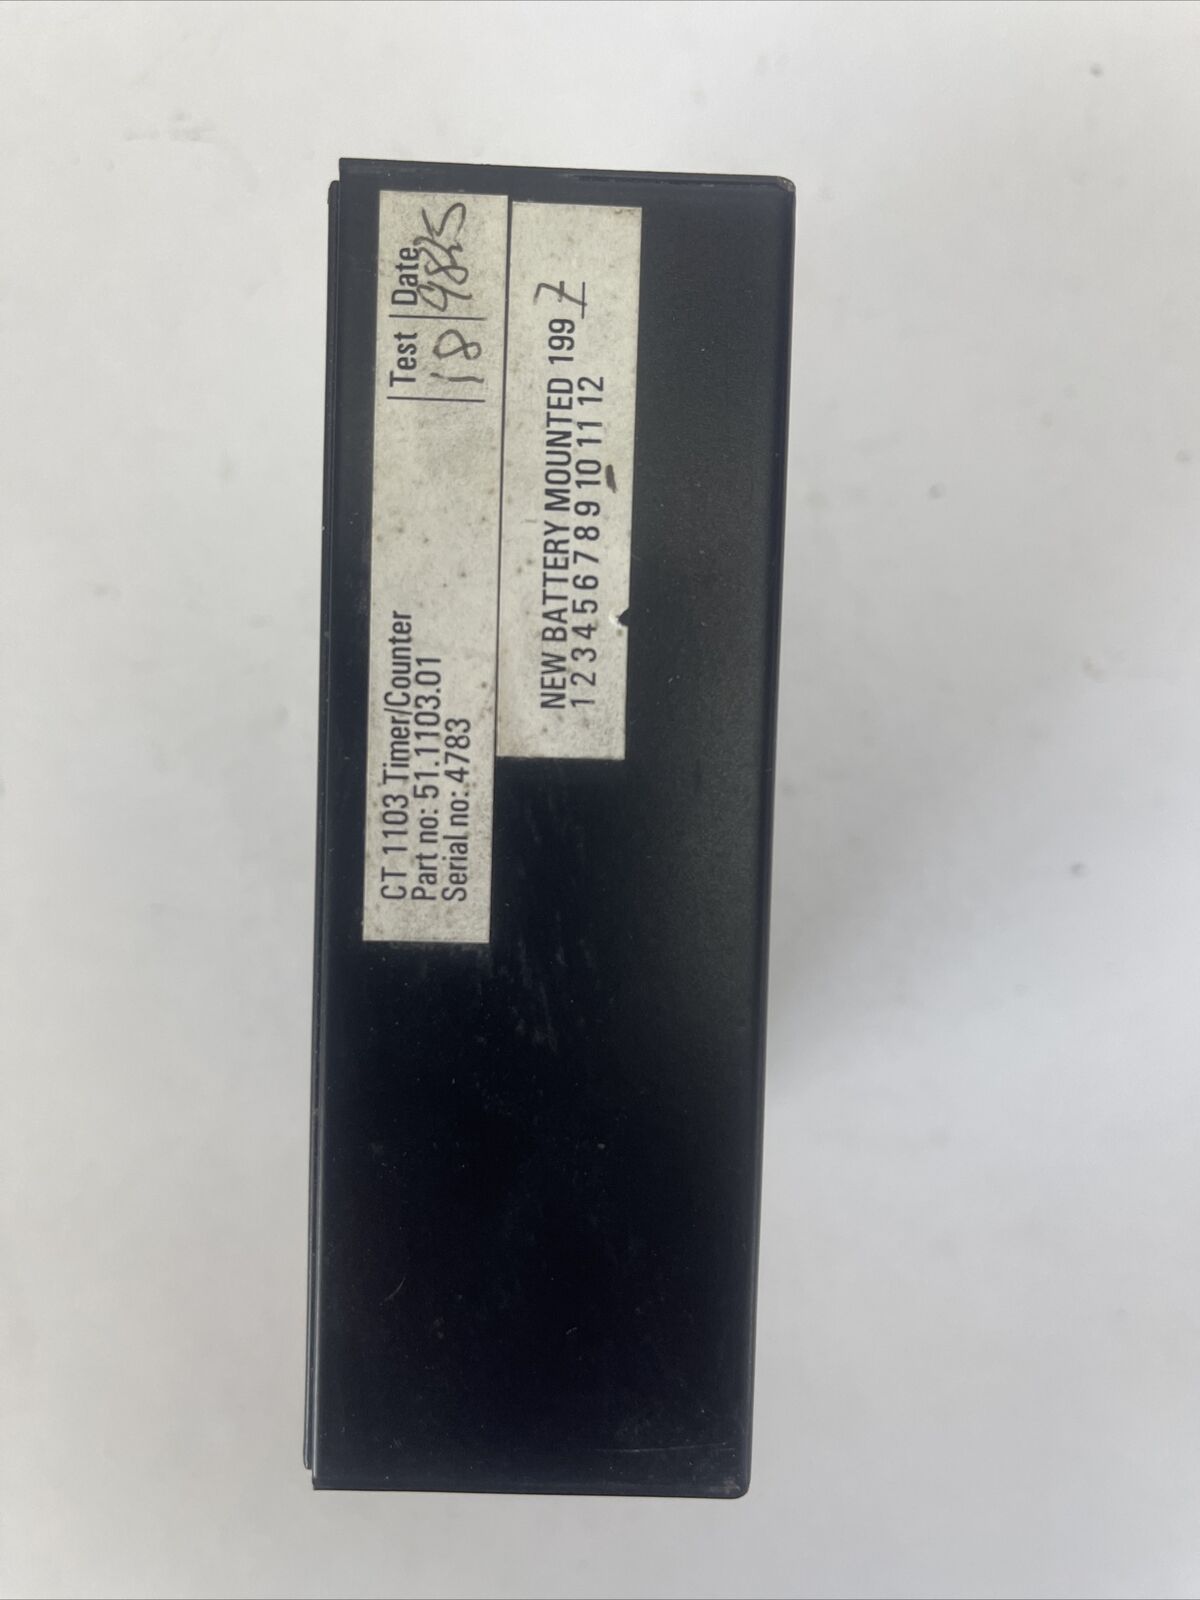 CT 1103 Timer/Counter
Part no: 51.1103.01
Serial no: 4783
Test Date
18
NEW BATTERY MOUNTED 1997
1 2 3 4 5 6 7 8 9 10 11 12